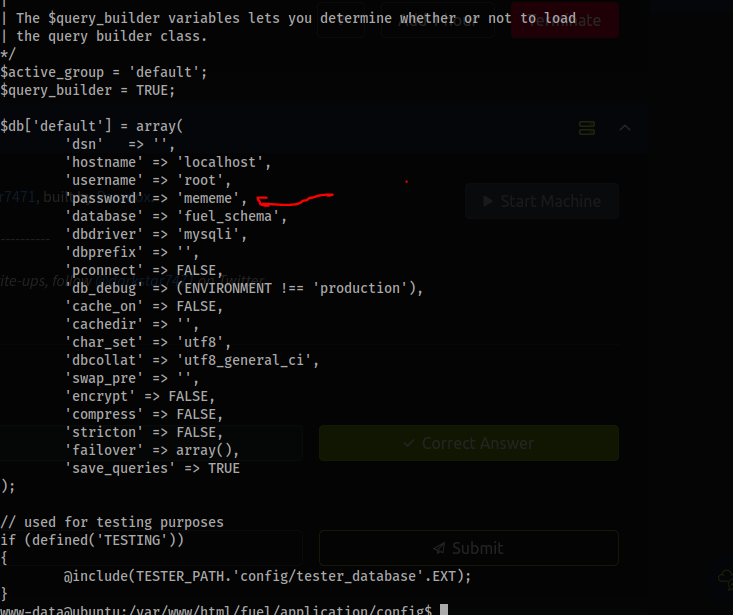 | The $query_builder variables lets you determine whether or not to load
| the query builder class.
*/
$active_group = 'default';
$query_builder = TRUE;
$db['default'] = array(
'dsn' => '',
'hostname' => 'localhost',
'username' => 'root',
'password' => 'mememe',
'database' => 'fuel_schema',
'dbdriver' => 'mysqli',
'dbprefix' => '',
'pconnect' => FALSE,
'db_debug' => (ENVIRONMENT !== 'production'),
'cache_on' => FALSE,
'cachedir' => '',
'char_set' => 'utf8',
'dbcollat' => 'utf8_general_ci',
'swap_pre' => '',
'encrypt' => FALSE,
'compress' => FALSE,
'stricton' => FALSE,
'failover' => array(),
'save_queries' => TRUE
);
// used for testing purposes
if (defined('TESTING'))
{
@include(TESTER_PATH.'config/tester_database'.EXT);
}
www-data@ubuntu:/var/www/html/fuel/application/config$
Add 1 hour
Terminate
Start Machine
Correct Answer
Submit